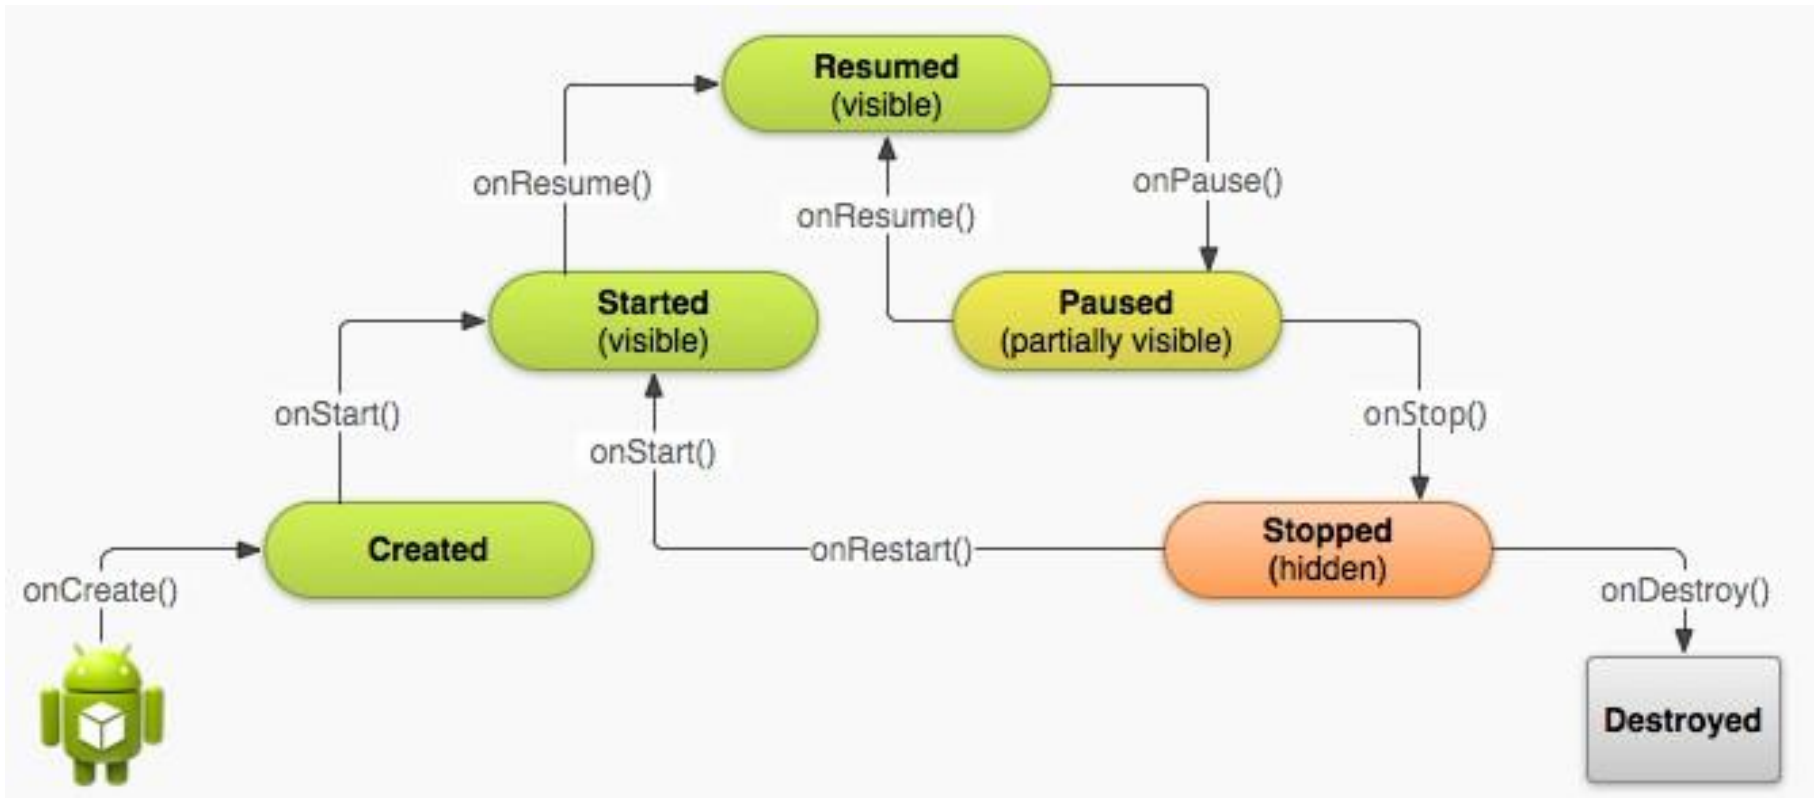 Resumed
(visible)
onResume()
onPause()
onResume()
Started
(visible)
Paused
(partially visible)
onStart()
onStop()
onStart()
Created
onRestart()
Stopped
(hidden)
onCreate()
onDestroy()
Destroyed